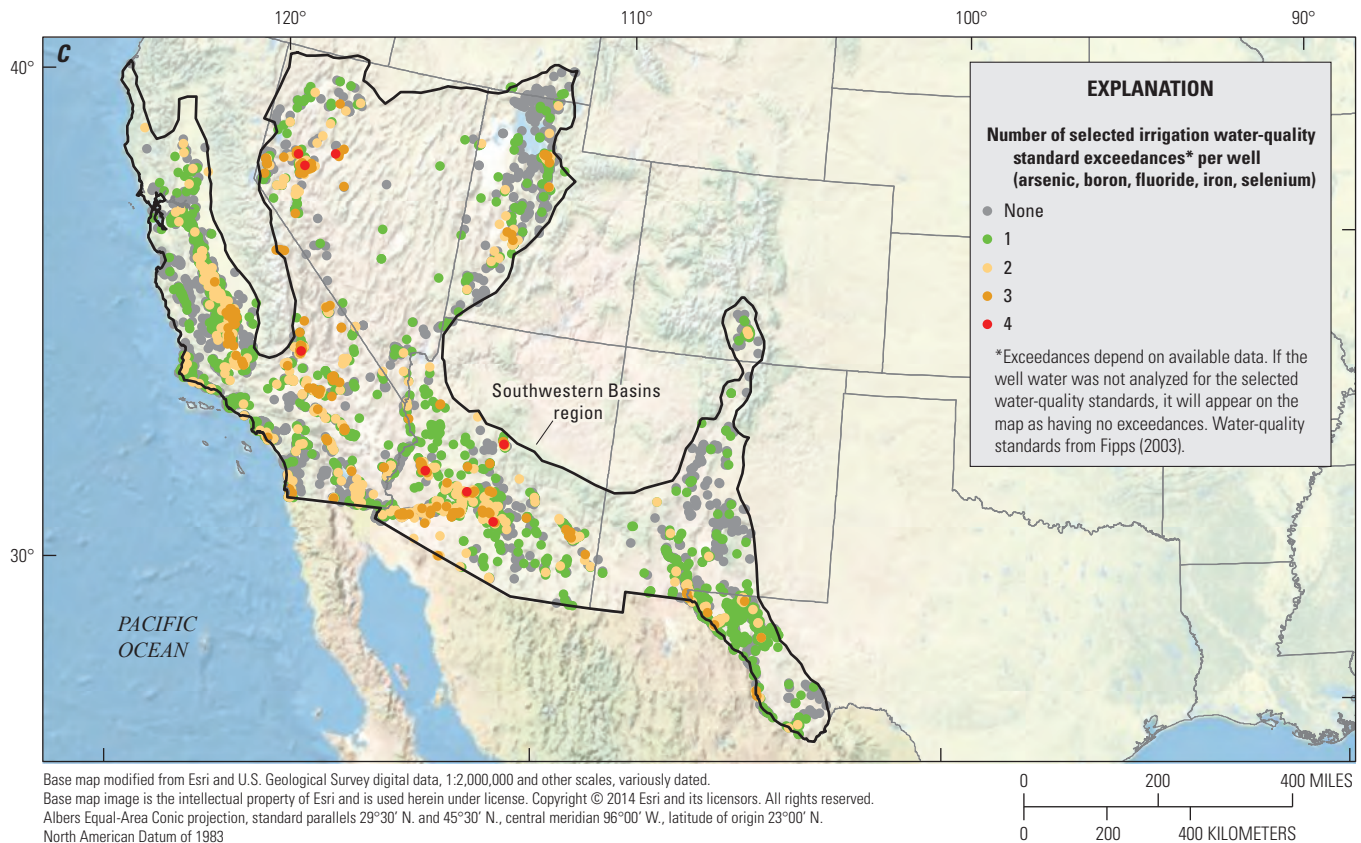 120°
110°
100°
90°
C
40°
30°
EXPLANATION
Number of selected irrigation water-quality
standard exceedances* per well
(arsenic, boron, fluoride, iron, selenium)
None
1
2
3
4
*Exceedances depend on available data. If the
well water was not analyzed for the selected
water-quality standards, it will appear on the
map as having no exceedances. Water-quality
standards from Fipps (2003).
Southwestern Basins
region
PACIFIC
OCEAN
Base map modified from Esri and U.S. Geological Survey digital data, 1:2,000,000 and other scales, variously dated.
Base map image is the intellectual property of Esri and is used herein under license. Copyright © 2014 Esri and its licensors. All rights reserved.
Albers Equal-Area Conic projection, standard parallels 29°30′ N. and 45°30′ N., central meridian 96°00′ W., latitude of origin 23°00′ N.
North American Datum of 1983
0 200 400 MILES
0 200 400 KILOMETERS